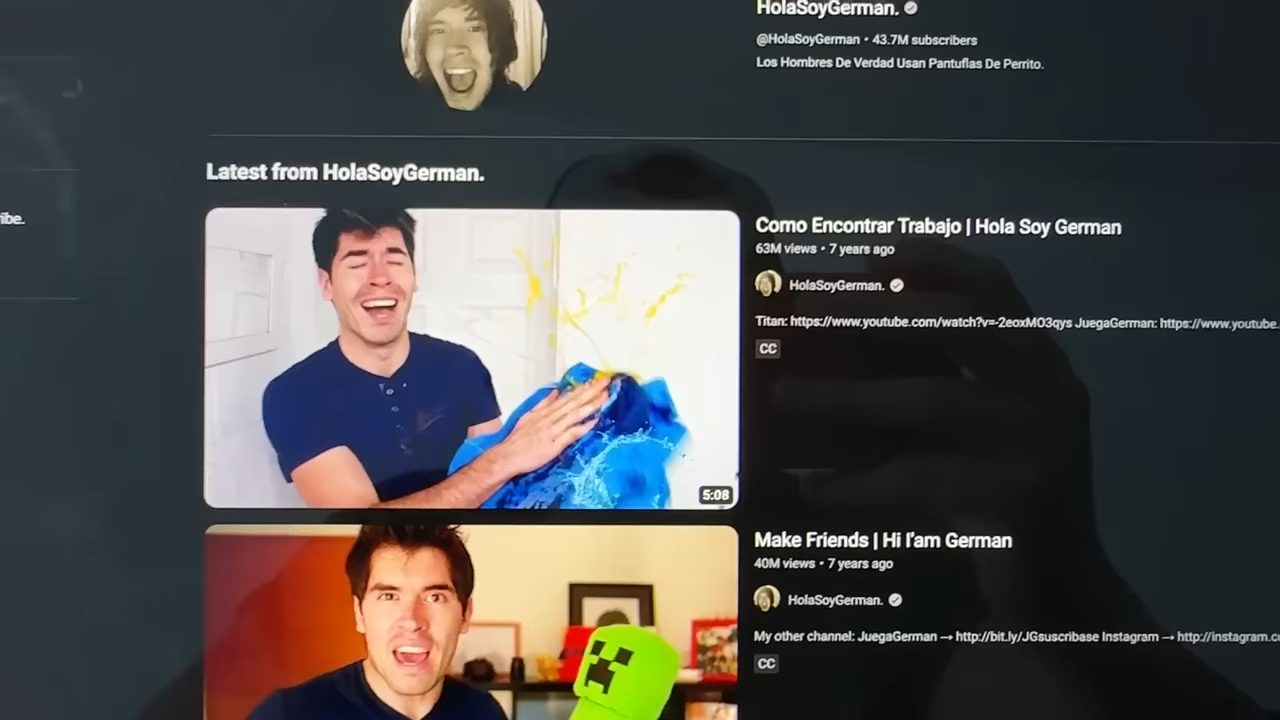 HolaSoyGerman.
@HolaSoyGerman • 43.7M subscribers
Los Hombres De Verdad Usan Pantuflas De Perrito.
Latest from HolaSoyGerman.
ibe.
Como Encontrar Trabajo | Hola Soy German
63M views • 7 years ago
HolaSoyGerman.
Titan: https://www.youtube.com/watch?v=-2eoxMO3qys JuegaGerman: https://www.youtube.
CC
5:08
Make Friends | Hi I'am German
40M views • 7 years ago
HolaSoyGerman.
My other channel: JuegaGerman → http://bit.ly/JGsuscribase Instagram → http://instagram.c
CC